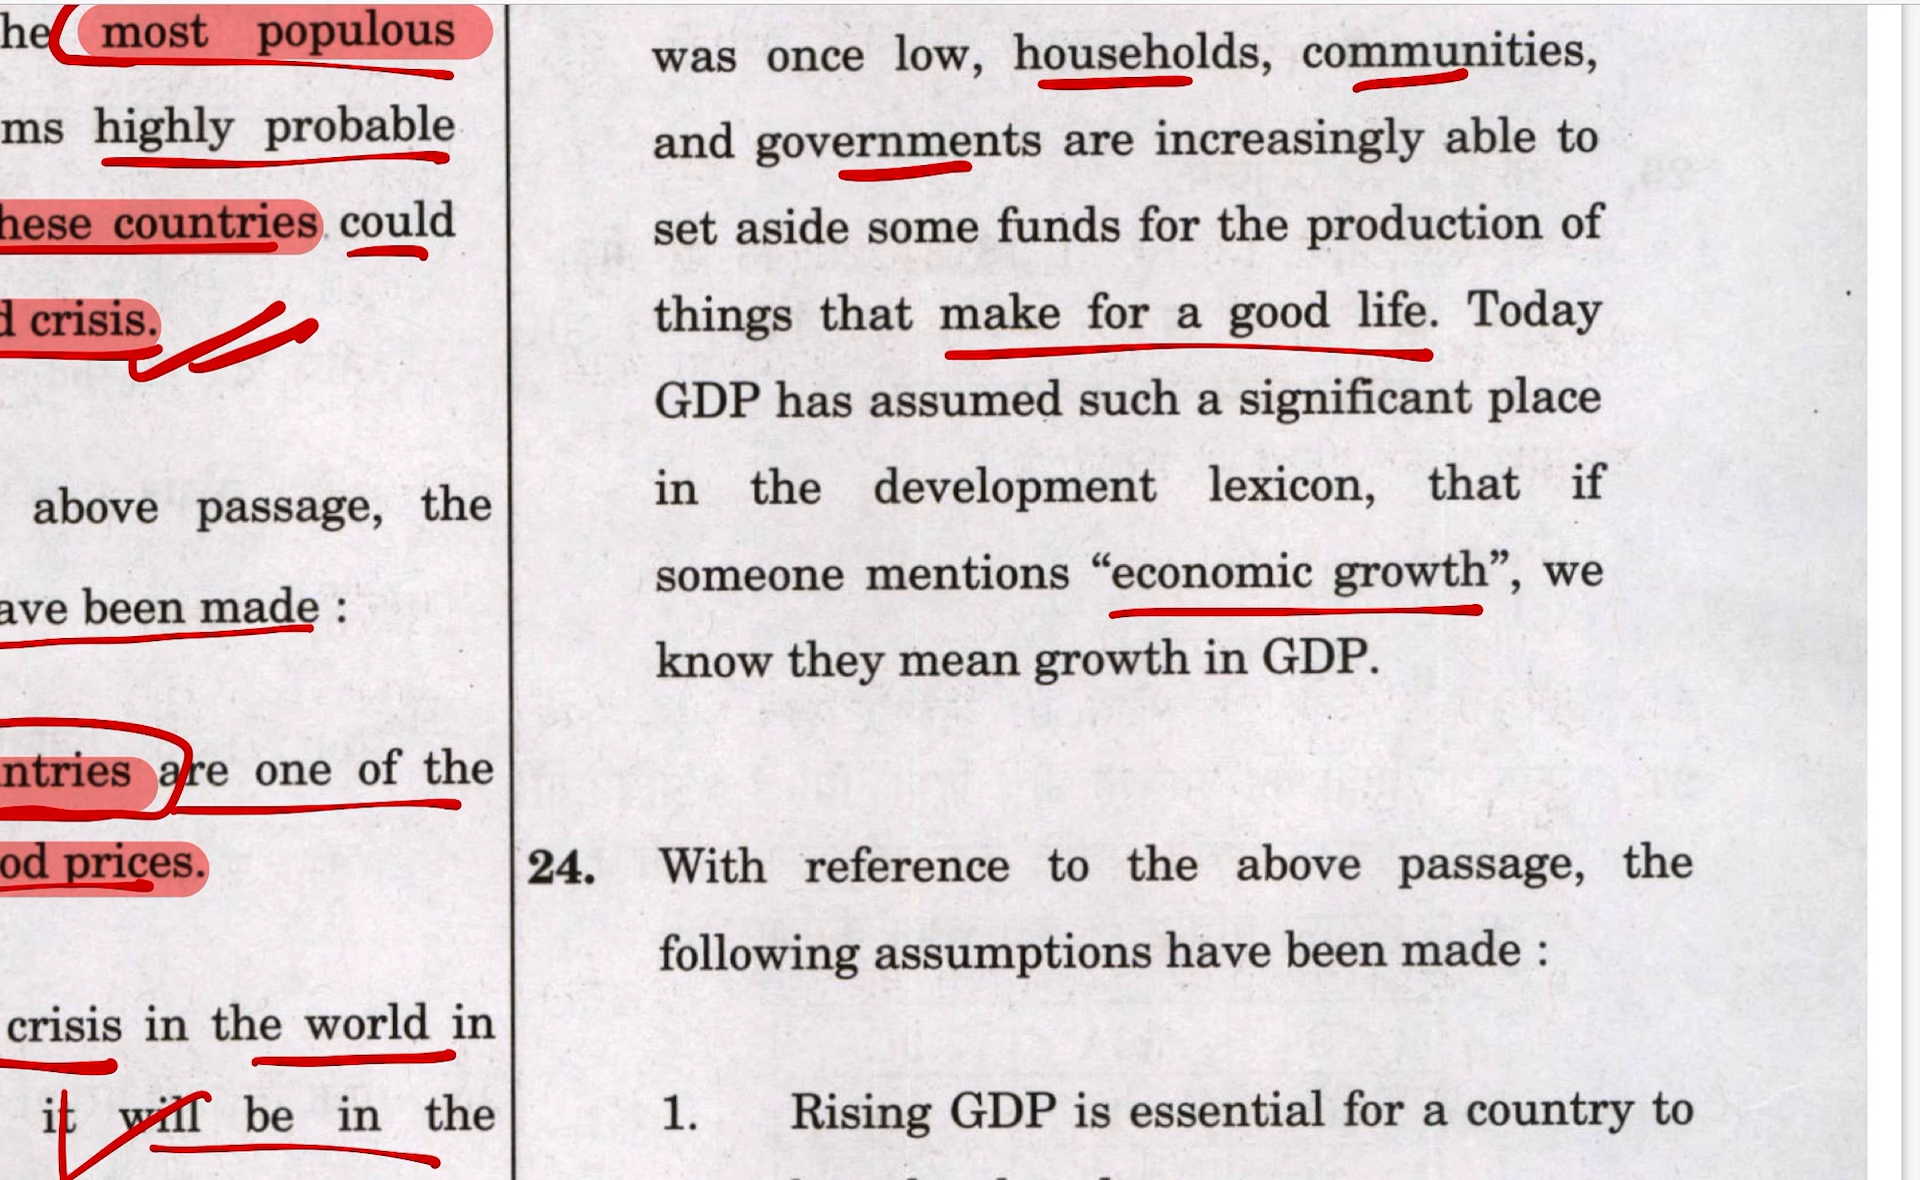 he most populous
ms highly probable
hese countries could
d crisis.
above passage, the
ave been made :
ntries are one of the
od prices.
crisis in the world in
it will be in the
was once low, households, communities,
and governments are increasingly able to
set aside some funds for the production of
things that make for a good life. Today
GDP has assumed such a significant place
in the development lexicon, that if
someone mentions “economic growth”, we
know they mean growth in GDP.
24. With reference to the above passage, the
following assumptions have been made :
1. Rising GDP is essential for a country to